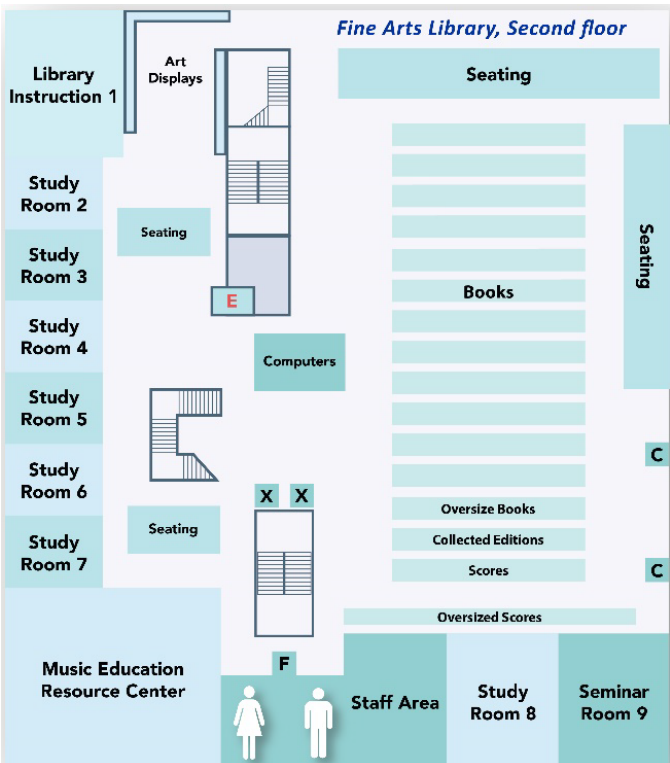 Fine Arts Library, Second floor
Library
Instruction 1
Art
Displays
Seating
Study
Room 2
Seating
Study
Room 3
Seating
E
Books
Study
Room 4
Computers
Study
Room 5
C
Study
Room 6
X X
Oversize Books
Seating
Collected Editions
Study
Room 7
Scores
C
Oversized Scores
F
Music Education
Resource Center
Staff Area
Study
Room 8
Seminar
Room 9